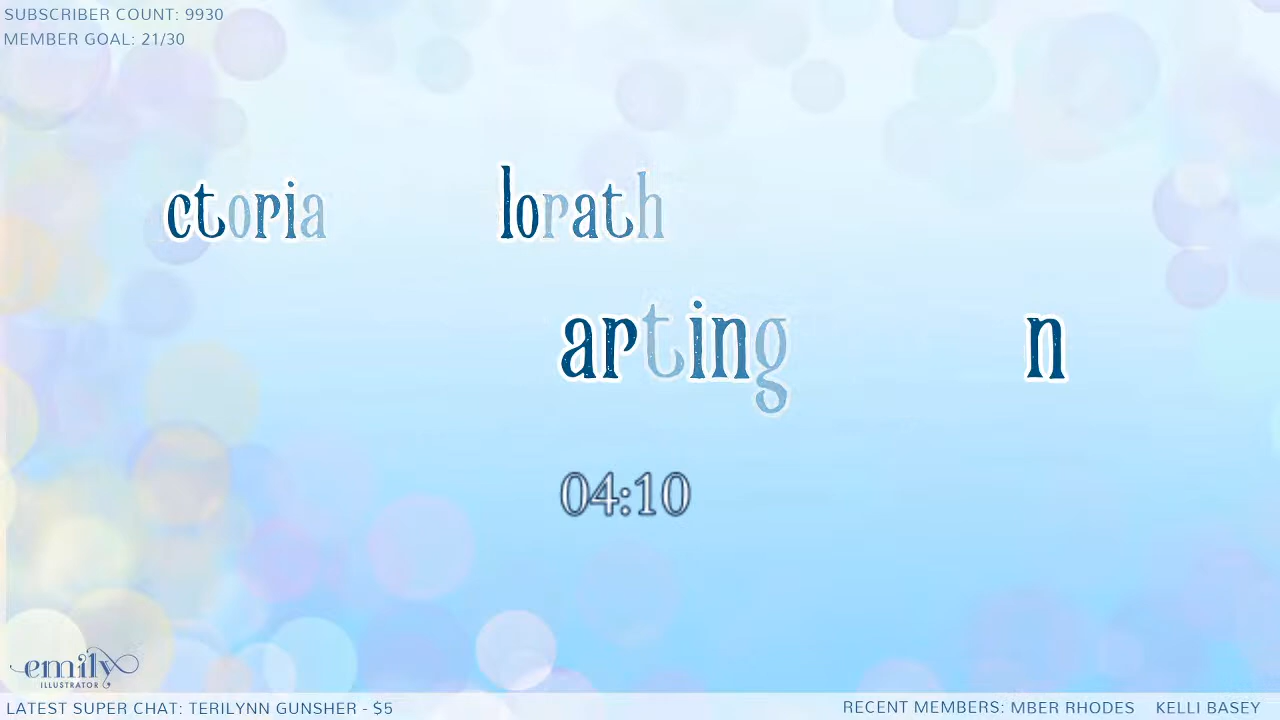 SUBSCRIBER COUNT: 9930
MEMBER GOAL: 21/30
ctoria lorath
arting n
04:10
emily
ILLUSTRATOR
LATEST SUPER CHAT: TERILYNN GUNSHER - $5
RECENT MEMBERS: MBER RHODES KELLI BASEY